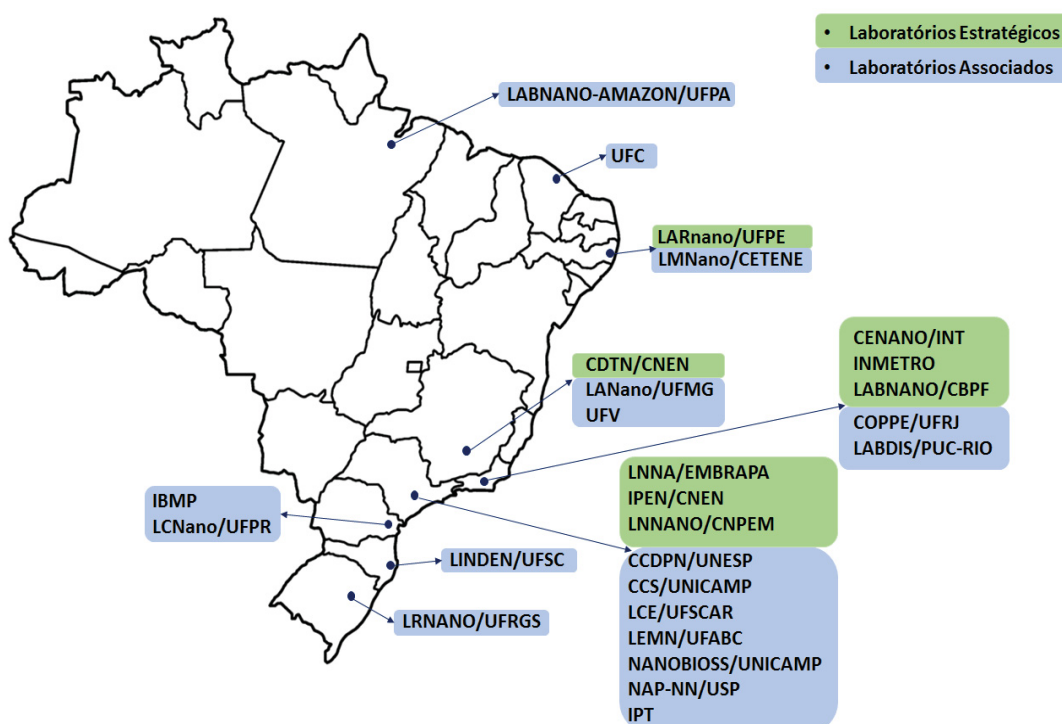 • Laboratórios Estratégicos
• Laboratórios Associados
LABNANO-AMAZON/UFPA
UFC
LARnano/UFPE
LMNano/CETENE
CENANO/INT
INMETRO
LABNANO/CBPF
COPPE/UFRJ
LABDIS/PUC-RIO
CDTN/CNEN
LANano/UFMG
UFV
LNNA/EMBRAPA
IPEN/CNEN
LNNANO/CNPEM
CCDPN/UNESP
CCS/UNICAMP
LCE/UFSCAR
LEMN/UFABC
NANOBIOSS/UNICAMP
NAP-NN/USP
IPT
IBMP
LCNano/UFPR
LINDEN/UFSC
LRNANO/UFRGS